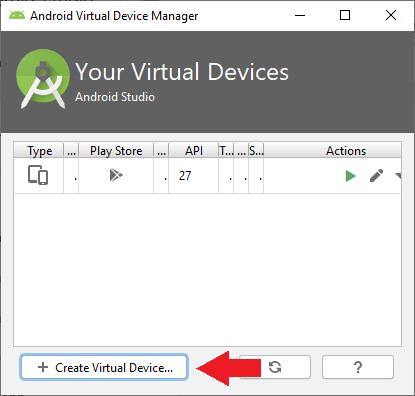 Android Virtual Device Manager
Your Virtual Devices
Android Studio
Type ... Play Store ... API T... ... S... Actions
. . 27 . . .
+ Create Virtual Device...
?